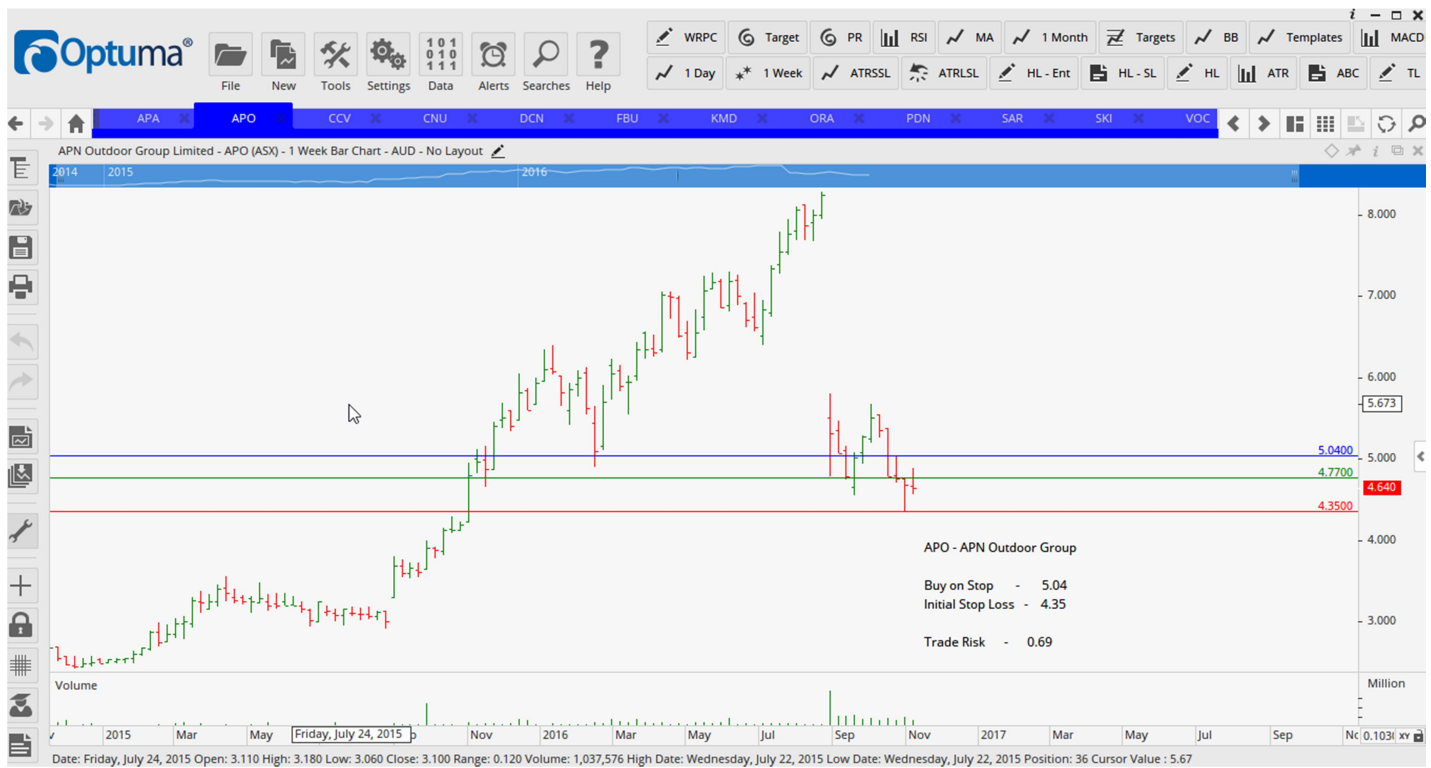 Optuma®
File
New
Tools
Settings
101
010
111
Data
Alerts
Searches
?
Help
WRPC
Target
PR
RSI
MA
1 Month
Targets
BB
Templates
MACD
1 Day
1 Week
ATRSSL
ATRLSL
HL - Ent
HL - SL
HL
ATR
ABC
TL
APA
APO
CCV
CNU
DCN
FBU
KMD
ORA
PDN
SAR
SKI
VOC
APN Outdoor Group Limited - APO (ASX) - 1 Week Bar Chart - AUD - No Layout
2014
2015
2016
8.000
7.000
6.000
5.673
5.0400
5.000
4.7700
4.640
4.3500
4.000
3.000
APO - APN Outdoor Group
Buy on Stop - 5.04
Initial Stop Loss - 4.35
Trade Risk - 0.69
Volume
Million
v 2015 Mar May Friday, July 24, 2015 p Nov 2016 Mar May Jul Sep Nov 2017 Mar May Jul Sep Nc 0.103( XY
Date: Friday, July 24, 2015 Open: 3.110 High: 3.180 Low: 3.060 Close: 3.100 Range: 0.120 Volume: 1,037,576 High Date: Wednesday, July 22, 2015 Low Date: Wednesday, July 22, 2015 Position: 36 Cursor Value : 5.67